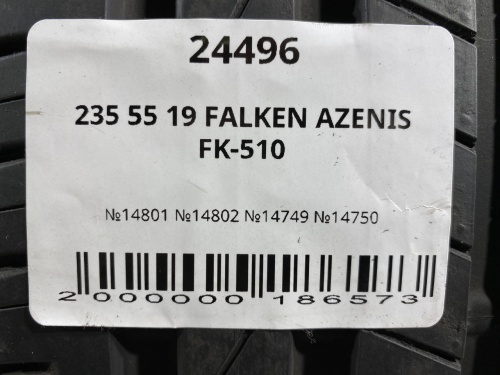 24496
235 55 19 FALKEN AZENIS
FK-510
№14801 №14802 №14749 №14750
2 000000 186573